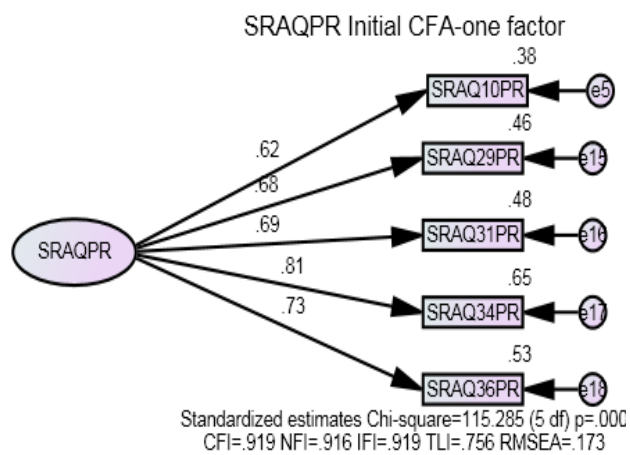 SRAQPR Initial CFA-one factor
.38
SRAQ10PR
e5
.62
.46
SRAQ29PR
e15
.68
.48
SRAQ31PR
e16
.69
SRAQPR
.81
.65
SRAQ34PR
e17
.73
.53
SRAQ36PR
e18
Standardized estimates Chi-square=115.285 (5 df) p=.000
CFI=.919 NFI=.916 IFI=.919 TLI=.756 RMSEA=.173